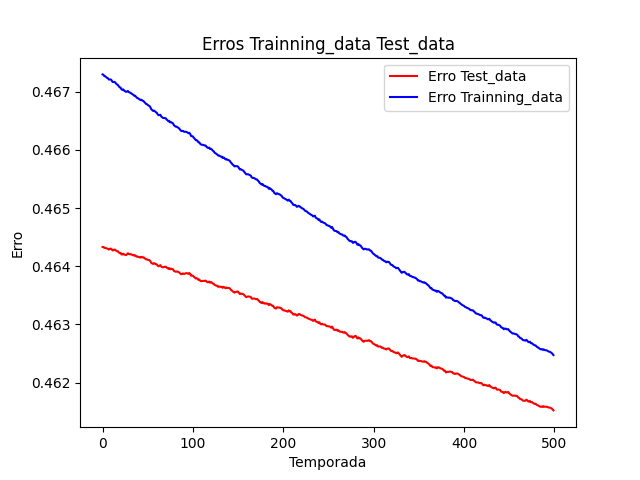 Erros Trainning_data Test_data
Erro Test_data
Erro Trainning_data
0.467
0.466
0.465
0.464
0.463
0.462
Erro
0
100
200
300
400
500
Temporada